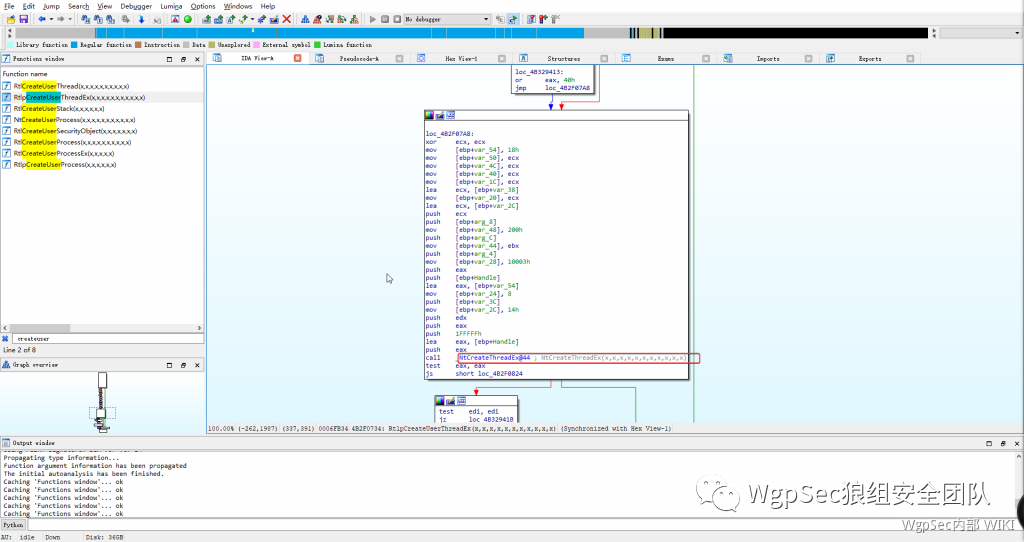 File Edit Jump Search View Debugger Lumina Options Windows Help
No debugger
Library function Regular function Instruction Data Unexplored External symbol Lumina function
Functions window
IDA View-A Pseudocode-A Hex View-1 Structures Enums Imports Exports
Function name
RtlCreateUserThread(x,x,x,x,x,x,x,x,x,x)
RtlpCreateUserThreadEx(x,x,x,x,x,x,x,x,x,x,x)
RtlCreateUserStack(x,x,x,x,x,x)
NtCreateUserProcess(x,x,x,x,x,x,x,x,x,x,x)
RtlCreateUserSecurityObject(x,x,x,x,x,x,x)
RtlCreateUserProcess(x,x,x,x,x,x,x,x,x,x)
RtlCreateUserProcessEx(x,x,x,x,x)
RtlpCreateUserProcess(x,x,x,x,x,x)
createuser
Line 2 of 8
Graph overview
loc_4B329413:
or eax, 40h
jmp loc_4B2F07A8
loc_4B2F07A8:
xor ecx, ecx
mov [ebp+var_54], 18h
mov [ebp+var_50], ecx
mov [ebp+var_4C], ecx
mov [ebp+var_40], ecx
mov [ebp+var_1C], ecx
lea ecx, [ebp+var_38]
mov [ebp+var_20], ecx
lea ecx, [ebp+var_2C]
push ecx
push [ebp+arg_8]
mov [ebp+var_48], 200h
push [ebp+arg_C]
mov [ebp+var_44], ebx
push [ebp+arg_4]
mov [ebp+var_28], 10003h
push eax
push [ebp+Handle]
lea eax, [ebp+var_54]
mov [ebp+var_24], 8
push [ebp+var_3C]
mov [ebp+var_2C], 14h
push edx
push eax
push 1FFFFFh
lea eax, [ebp+Handle]
push eax
call _NtCreateThreadEx@44 ; NtCreateThreadEx(x,x,x,x,x,x,x,x,x,x,x)
test eax, eax
js short loc_4B2F0824
test edi, edi
jz loc_4B329418
100.00% (-262,1987) (337,391) 0006FB34 4B2F0734: RtlpCreateUserThreadEx(x,x,x,x,x,x,x,x,x,x,x) (Synchronized with Hex View-1)
Output window
Propagating type information...
Function argument information has been propagated
The initial autoanalysis has been finished.
Caching 'Functions window'... ok
Caching 'Functions window'... ok
Caching 'Functions window'... ok
Caching 'Functions window'... ok
Python
AU: idle Down Disk: 36GB
WgpSec狼组安全团队
WgpSec内部 WIKI